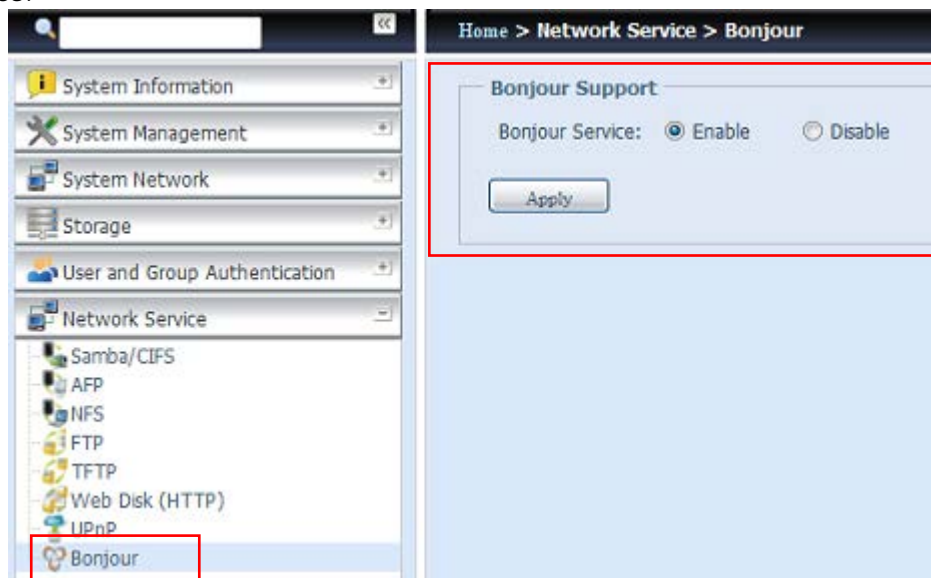 Home > Network Service > Bonjour
System Information
System Management
System Network
Storage
User and Group Authentication
Network Service
Samba/CIFS
AFP
NFS
FTP
TFTP
Web Disk (HTTP)
UPnP
Bonjour
Bonjour Support
Bonjour Service: Enable Disable
Apply